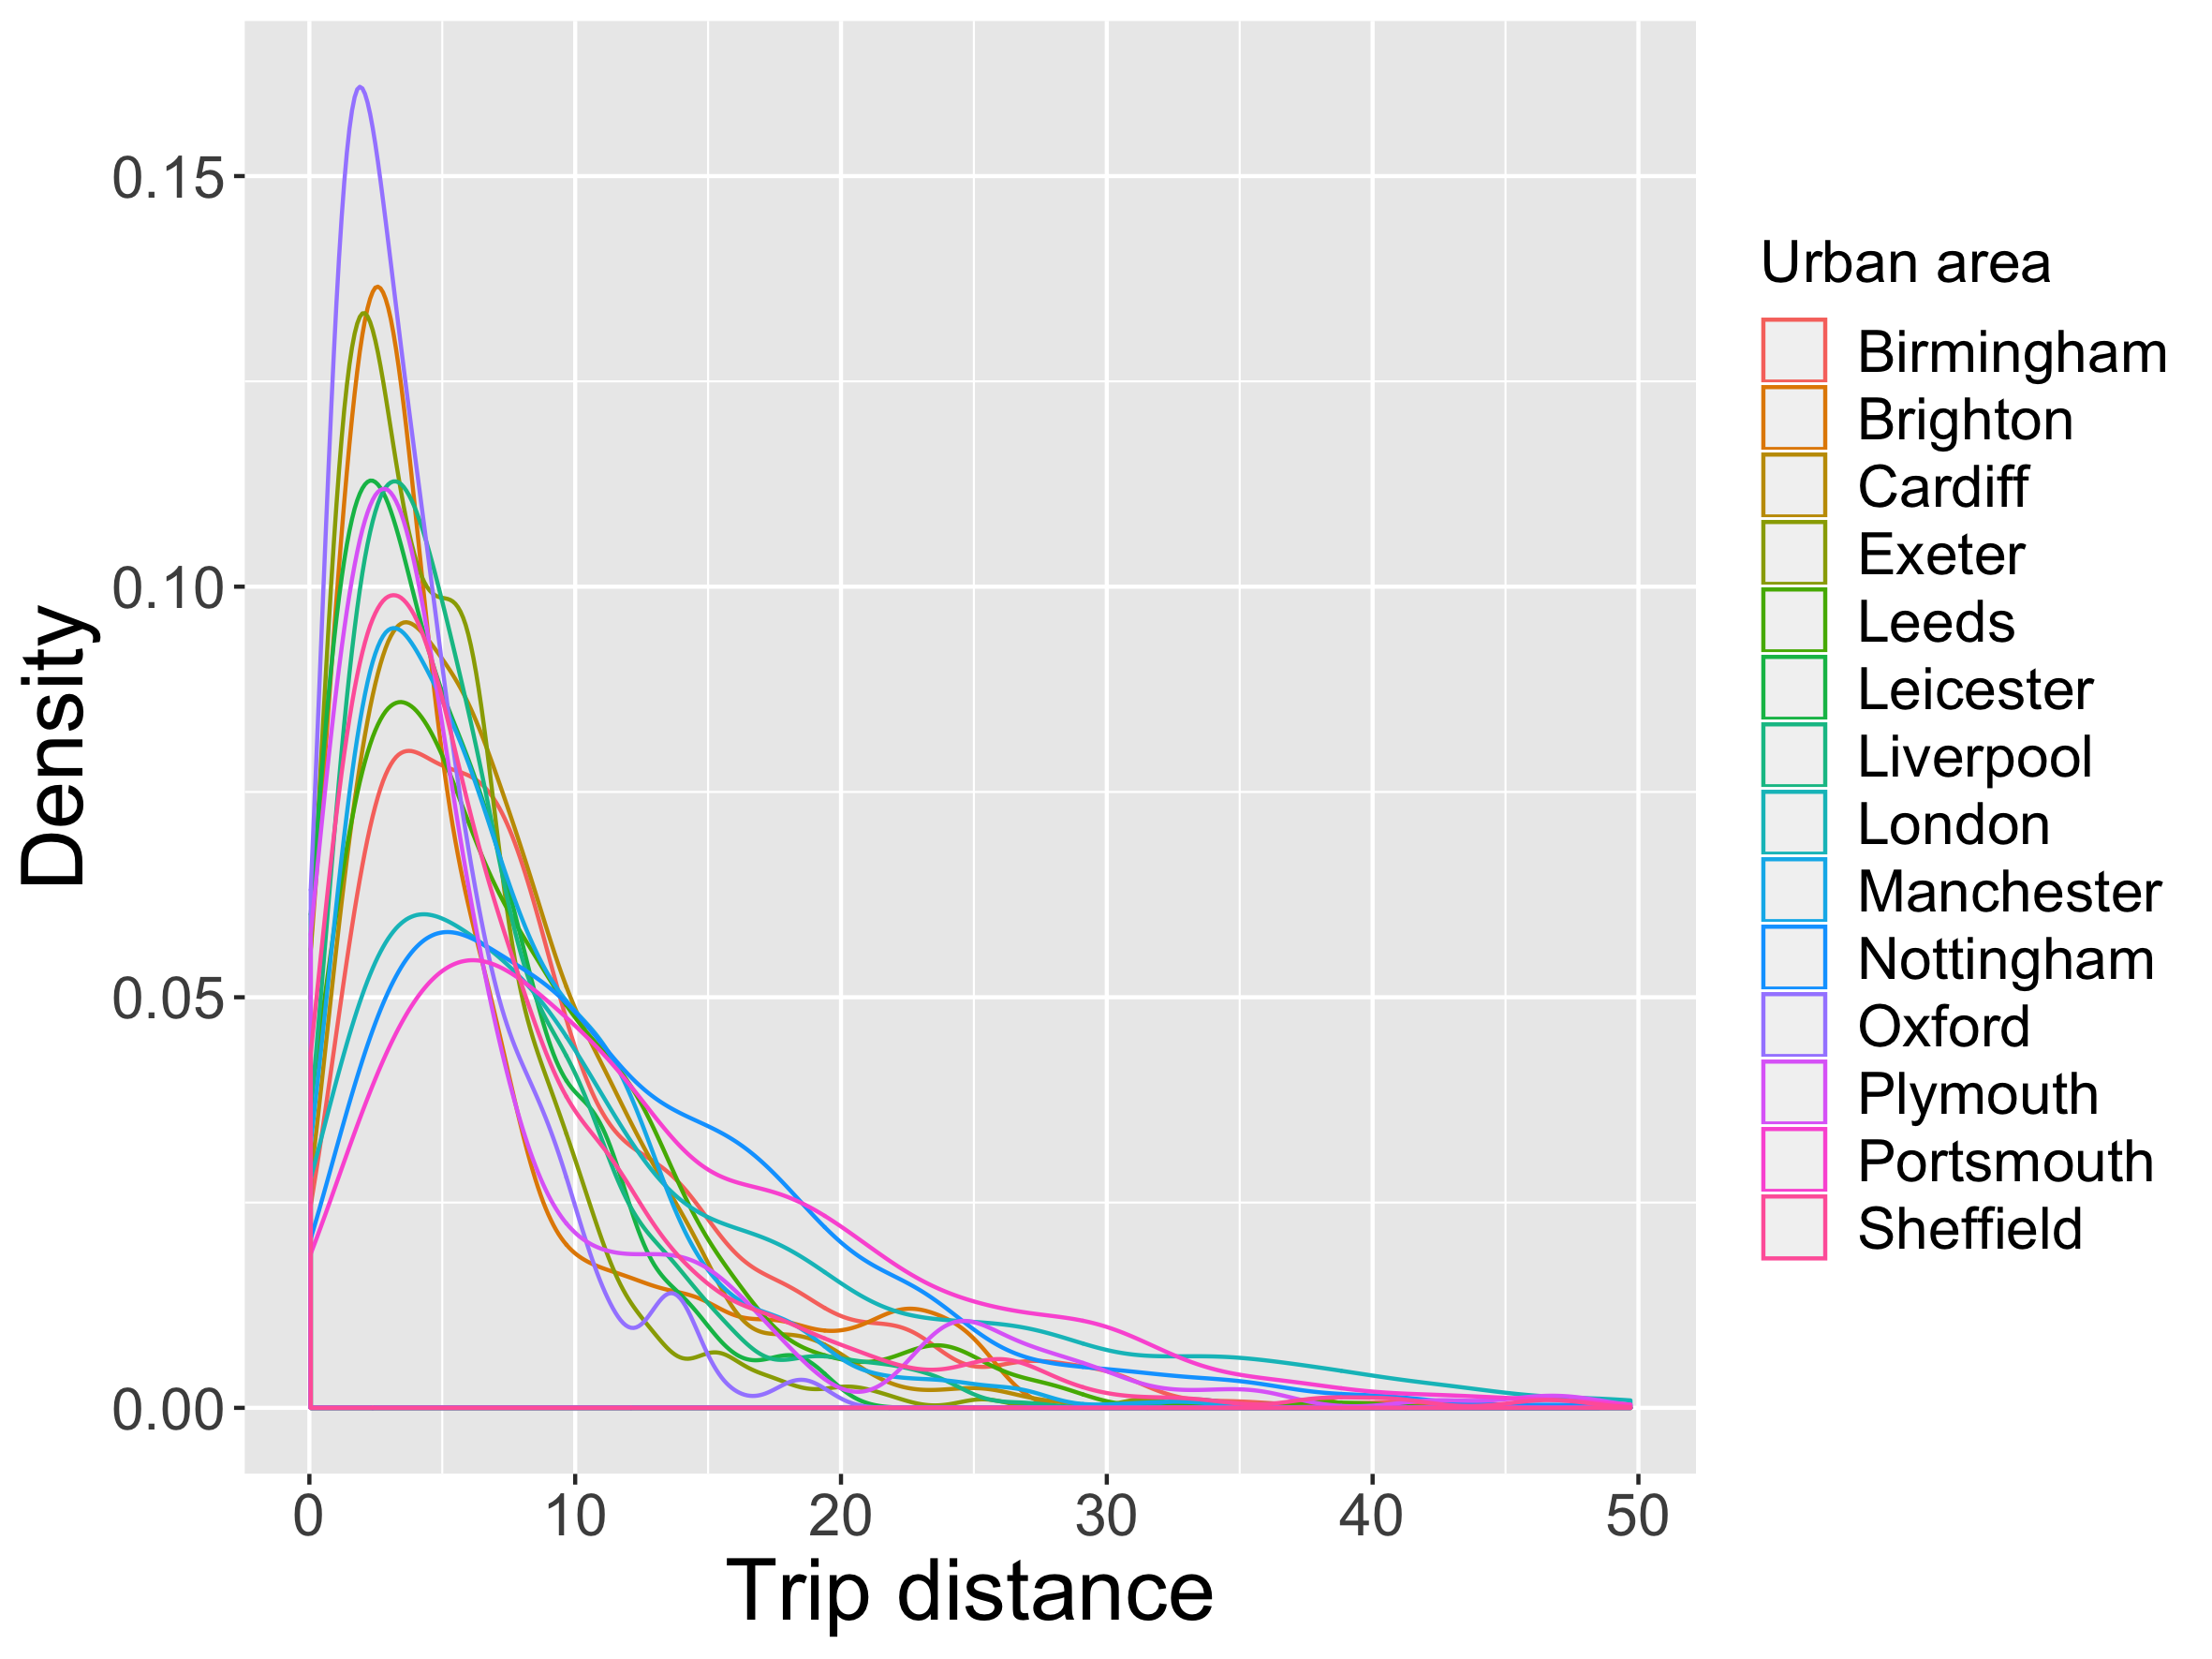 Density
0.15
0.10
0.05
0.00
0 10 20 30 40 50
Trip distance
Urban area
Birmingham
Brighton
Cardiff
Exeter
Leeds
Leicester
Liverpool
London
Manchester
Nottingham
Oxford
Plymouth
Portsmouth
Sheffield